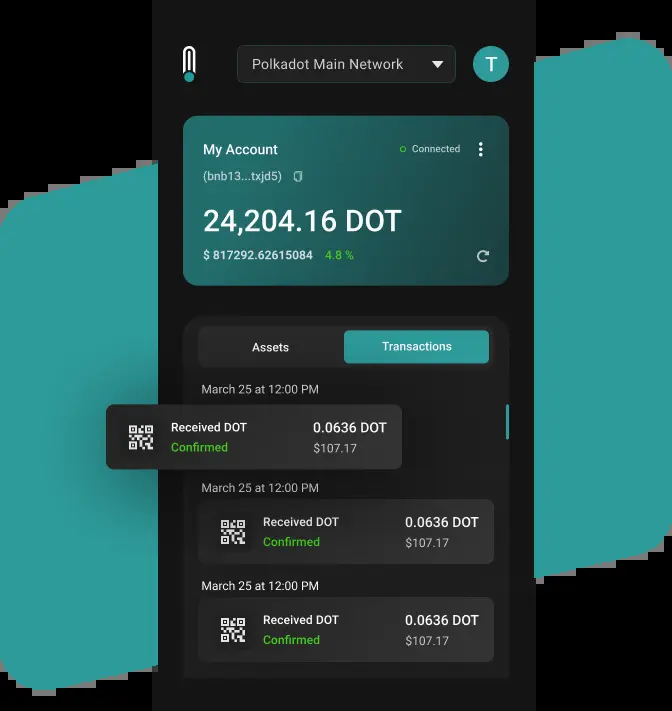 Polkadot Main Network
T
My Account
Connected
(bnb13...txjd5)
24,204.16 DOT
$ 817292.62615084 4.8 %
Assets
Transactions
March 25 at 12:00 PM
Received DOT
0.0636 DOT
Confirmed
$107.17
March 25 at 12:00 PM
Received DOT
0.0636 DOT
Confirmed
$107.17
March 25 at 12:00 PM
Received DOT
0.0636 DOT
Confirmed
$107.17